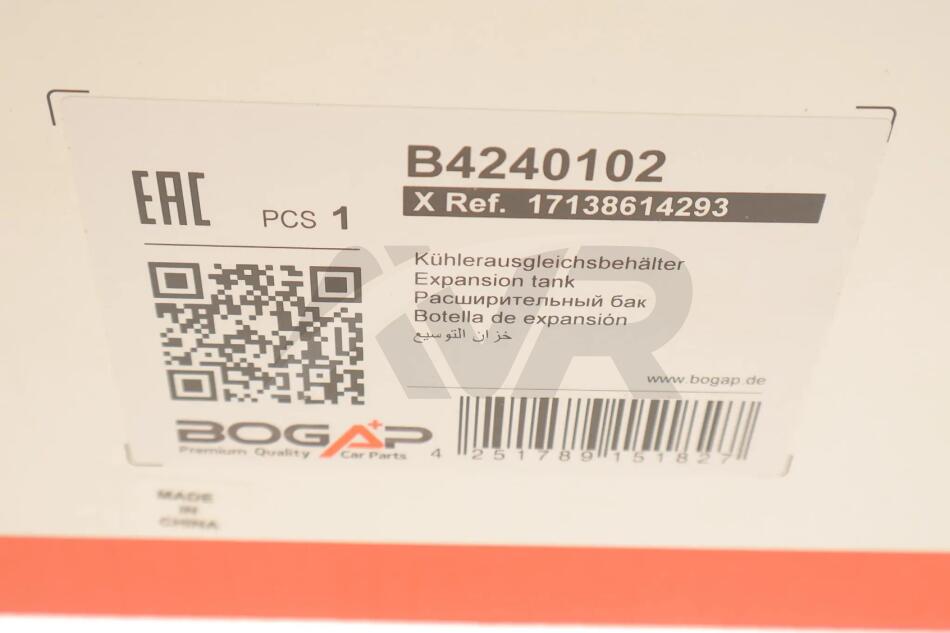 B4240102
X Ref. 17138614293
EAC
PCS 1
Kühlerausgleichsbehälter
Expansion tank
Расширительный бак
Botella de expansión
خزان التوسيع
www.bogap.de
BOGAP
Premium Quality Car Parts
4 251789 151827
MADE
IN
CHINA
VR